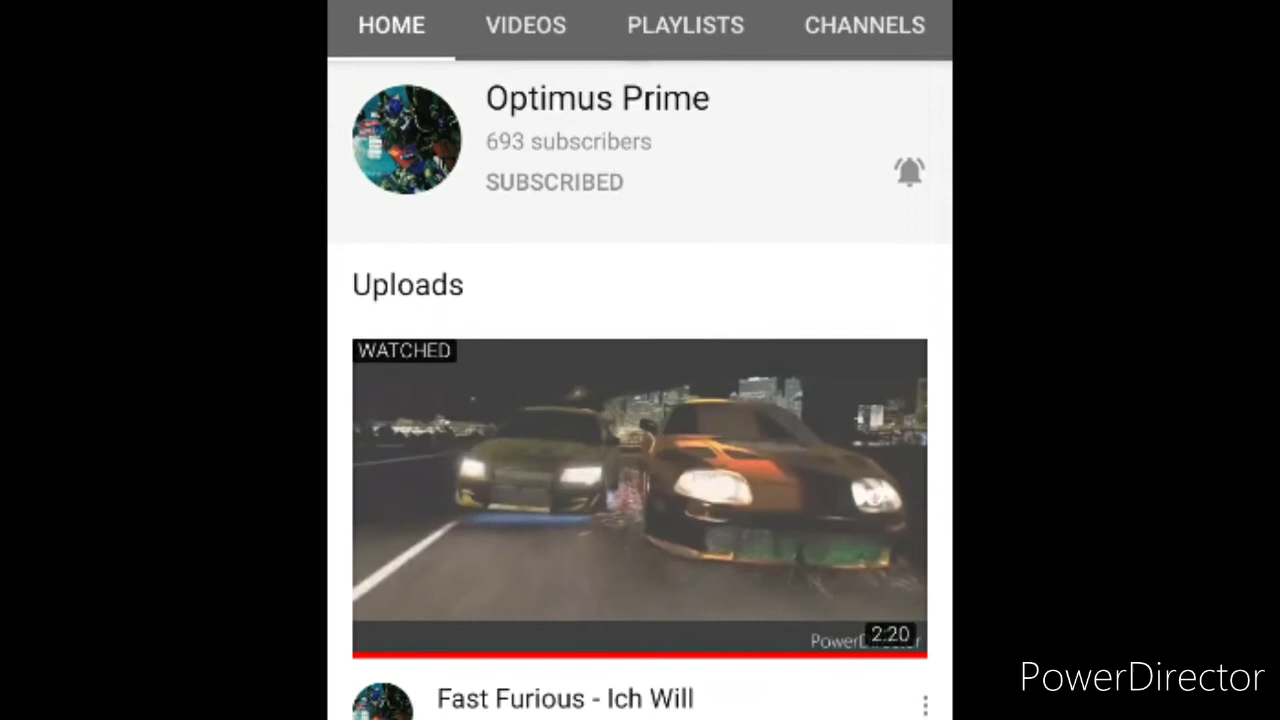 HOME VIDEOS PLAYLISTS CHANNELS
Optimus Prime
693 subscribers
SUBSCRIBED
Uploads
WATCHED
2:20
Fast Furious - Ich Will
PowerDirector